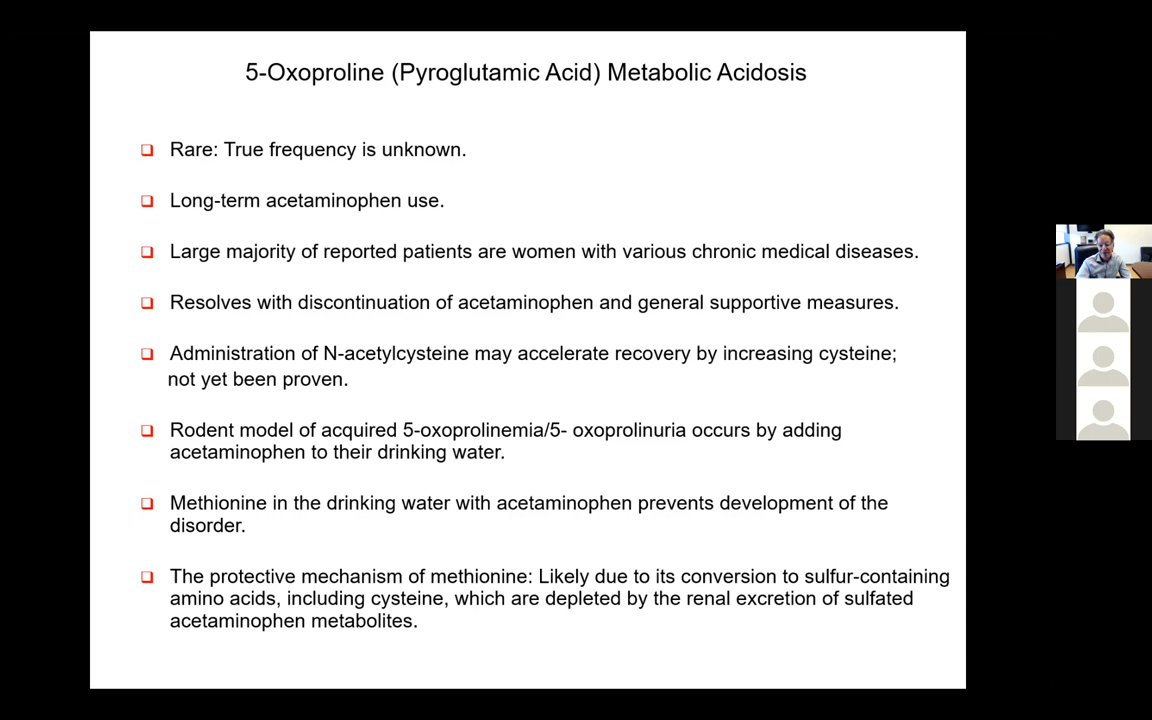 5-Oxoproline (Pyroglutamic Acid) Metabolic Acidosis
Rare: True frequency is unknown.
Long-term acetaminophen use.
Large majority of reported patients are women with various chronic medical diseases.
Resolves with discontinuation of acetaminophen and general supportive measures.
Administration of N-acetylcysteine may accelerate recovery by increasing cysteine;
not yet been proven.
Rodent model of acquired 5-oxoprolinemia/5- oxoprolinuria occurs by adding
acetaminophen to their drinking water.
Methionine in the drinking water with acetaminophen prevents development of the
disorder.
The protective mechanism of methionine: Likely due to its conversion to sulfur-containing
amino acids, including cysteine, which are depleted by the renal excretion of sulfated
acetaminophen metabolites.